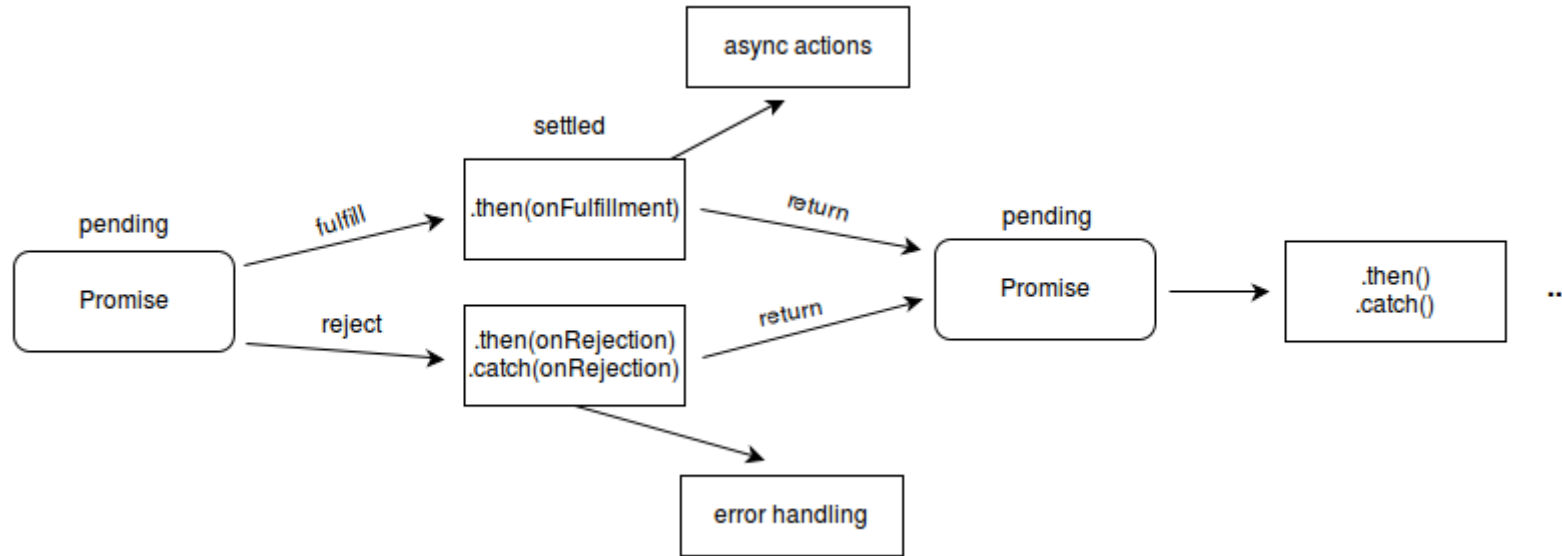 async actions
settled
.then(onFulfillment)
return
fulfill
pending
pending
Promise
Promise
.then()
.catch()
..
reject
.then(onRejection)
.catch(onRejection)
return
error handling